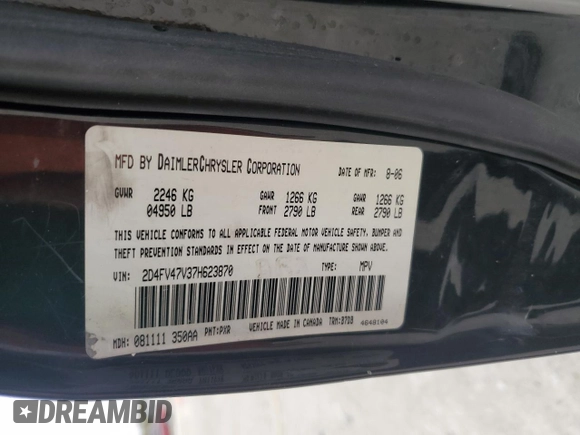 MFD BY DAIMLERCHRYSLER CORPORATION DATE OF MFR: 8-06
GVWR 2246 KG GAWR 1266 KG GAWR 1266 KG
04950 LB FRONT 2790 LB REAR 2790 LB
THIS VEHICLE CONFORMS TO ALL APPLICABLE FEDERAL MOTOR VEHICLE SAFETY, BUMPER AND
THEFT PREVENTION STANDARDS IN EFFECT ON THE DATE OF MANUFACTURE SHOWN ABOVE.
VIN: 2D4FV47V37H623870 TYPE: MPV
MDH: 081111 350AA PNT:PXR VEHICLE MADE IN CANADA TRM:D7D9 4648104
DREAMBID